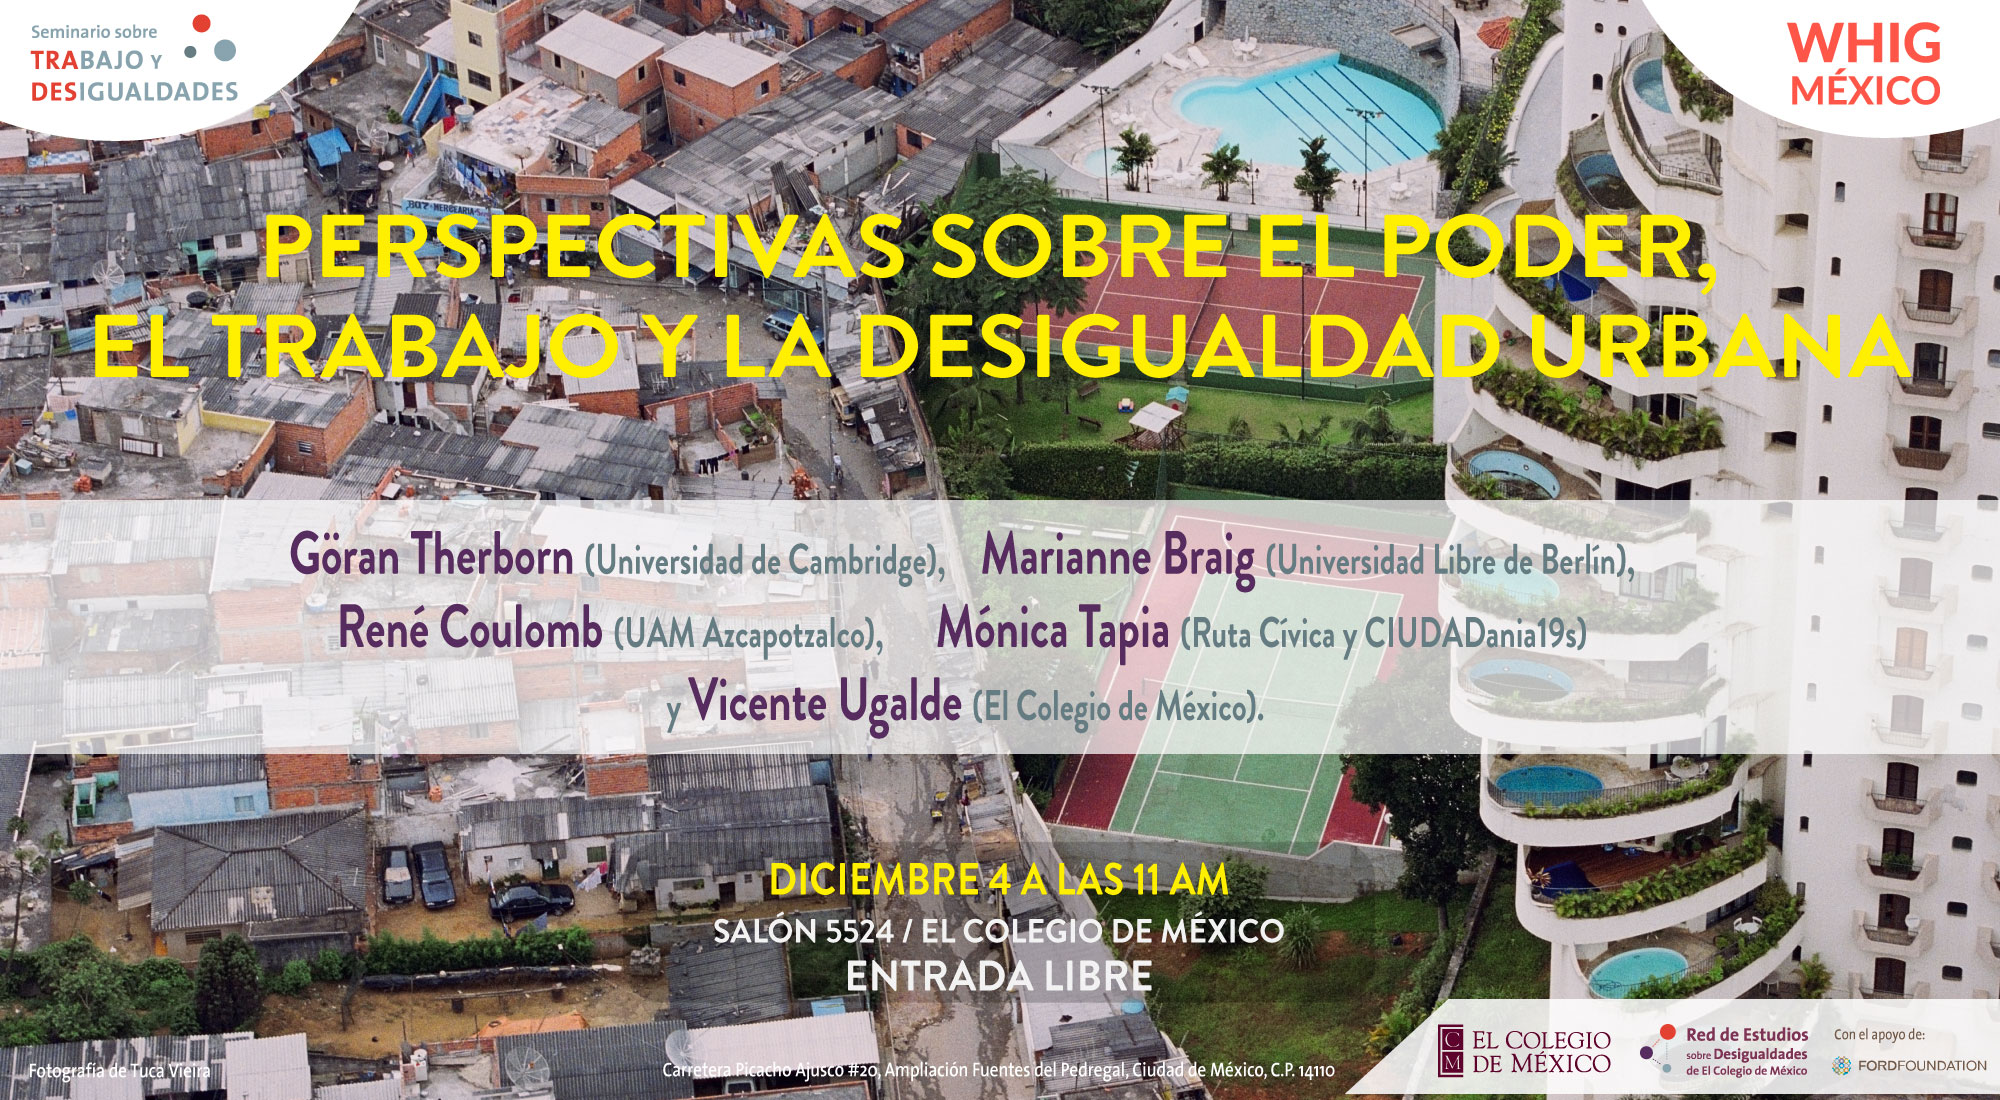 Seminario sobre
TRABAJO Y
DESIGUALDADES
WHIG
MÉXICO
807 MERCEARIA
PERSPECTIVAS SOBRE EL PODER,
EL TRABAJO Y LA DESIGUALDAD URBANA
Göran Therborn (Universidad de Cambridge), Marianne Braig (Universidad Libre de Berlín),
René Coulomb (UAM Azcapotzalco), Mónica Tapia (Ruta Cívica y CIUDADania19s)
y Vicente Ugalde (El Colegio de México).
DICIEMBRE 4 A LAS 11 AM
SALÓN 5524 / EL COLEGIO DE MÉXICO
ENTRADA LIBRE
Fotografía de Tuca Vieira
Carretera Picacho Ajusco #20, Ampliación Fuentes del Pedregal, Ciudad de México, C.P. 14110
C
M
EL COLEGIO
DE MÉXICO
Red de Estudios
sobre Desigualdades
de El Colegio de México
Con el apoyo de:
FORDFOUNDATION